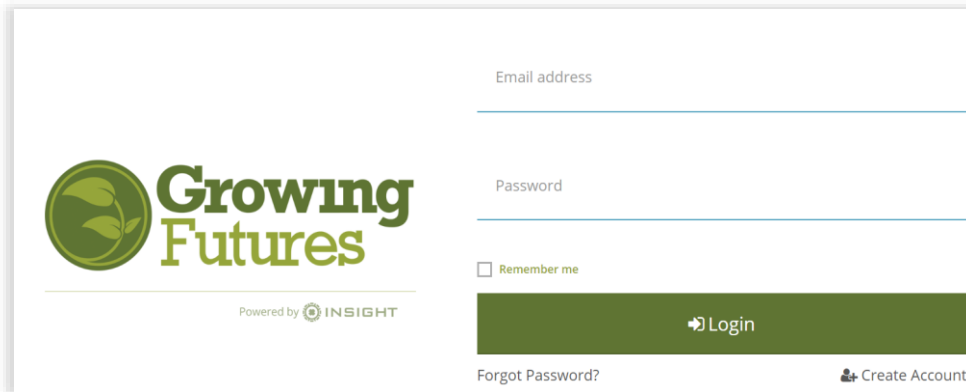 Growing
Futures
Powered by INSIGHT
Email address
Password
Remember me
Login
Forgot Password?
Create Account